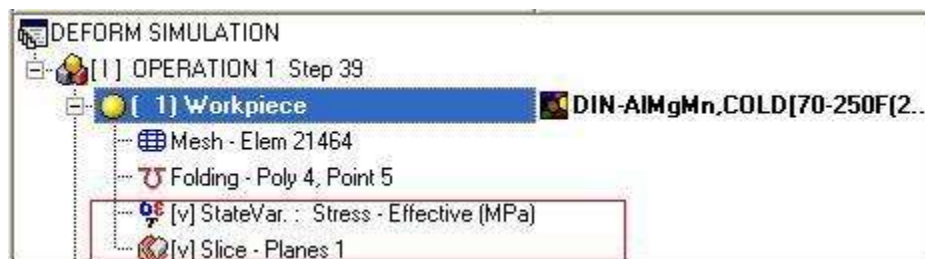 DEFORM SIMULATION
[I] OPERATION 1 Step 39
( 1) Workpiece DIN-AlMgMn,COLD[70-250F(2..
Mesh - Elem 21464
Folding - Poly 4, Point 5
[v] StateVar. : Stress - Effective (MPa)
[v] Slice - Planes 1